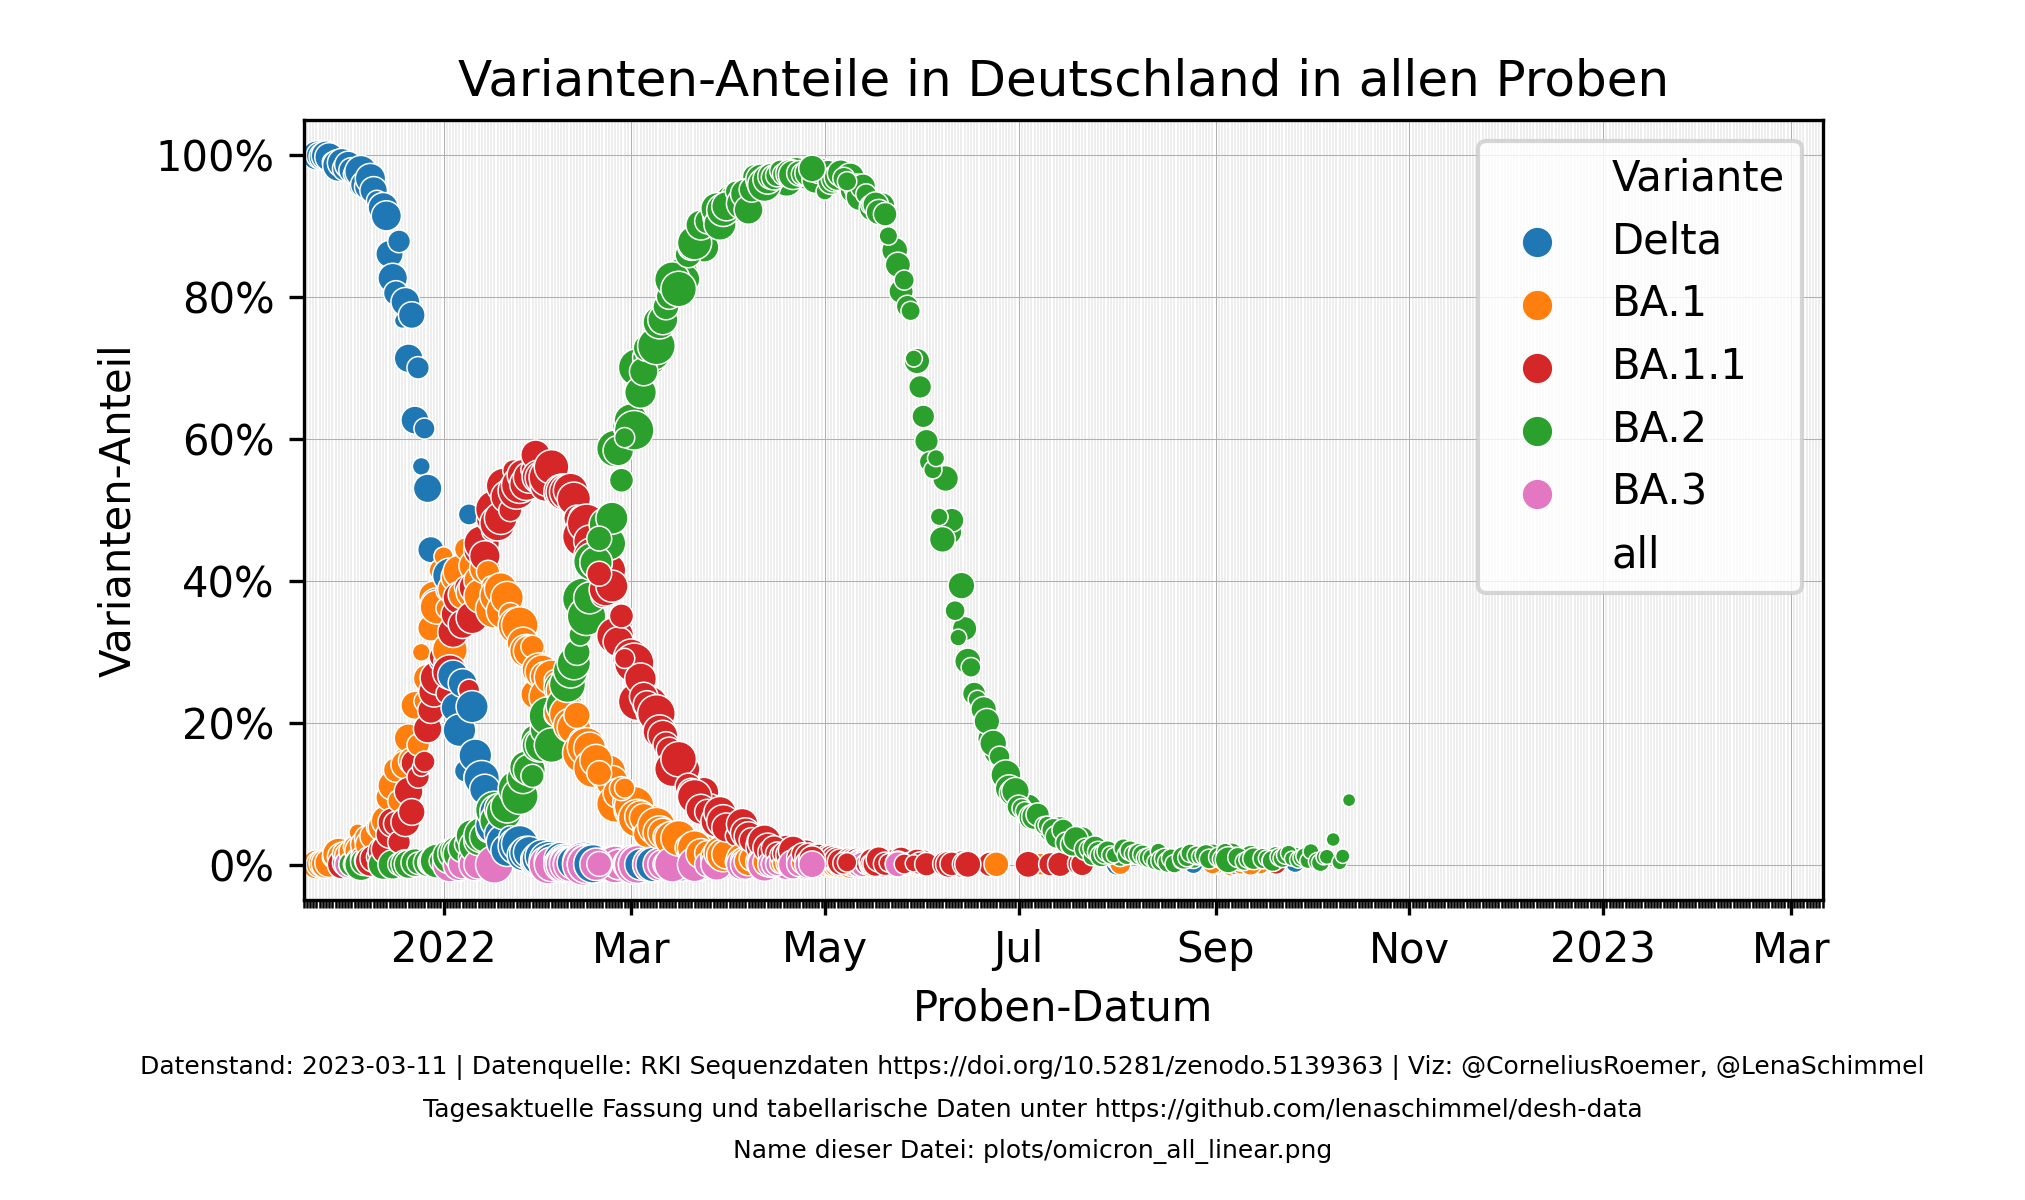 Varianten-Anteile in Deutschland in allen Proben
100%
80%
60%
40%
20%
0%
Varianten-Anteil
Variante
Delta
BA.1
BA.1.1
BA.2
BA.3
all
2022 Mar May Jul Sep Nov 2023 Mar
Proben-Datum
Datenstand: 2023-03-11 | Datenquelle: RKI Sequenzdaten https://doi.org/10.5281/zenodo.5139363 | Viz: @CorneliusRoemer, @LenaSchimmel
Tagesaktuelle Fassung und tabellarische Daten unter https://github.com/lenaschimmel/desh-data
Name dieser Datei: plots/omicron_all_linear.png